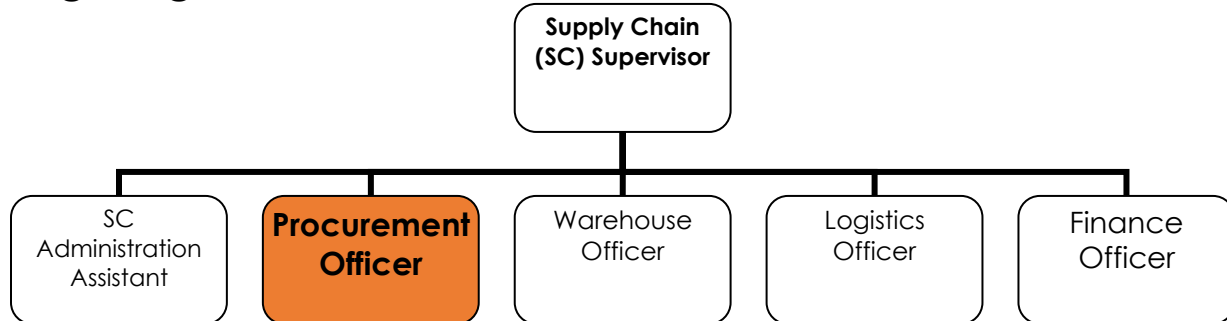 Supply Chain
(SC) Supervisor
SC
Administration
Assistant
Procurement
Officer
Warehouse
Officer
Logistics
Officer
Finance
Officer